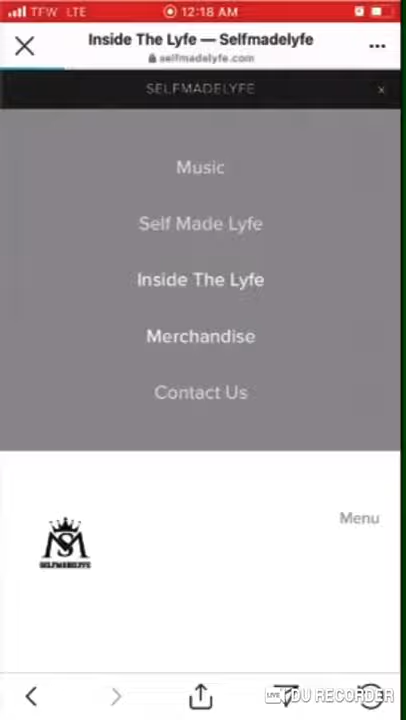 TFW LTE 12:18 AM
Inside The Lyfe — Selfmadelyfe
selfmadelyfe.com
SELFMADELYFE
Music
Self Made Lyfe
Inside The Lyfe
Merchandise
Contact Us
Menu
SELFMADELYFE
LIVE DU RECORDER